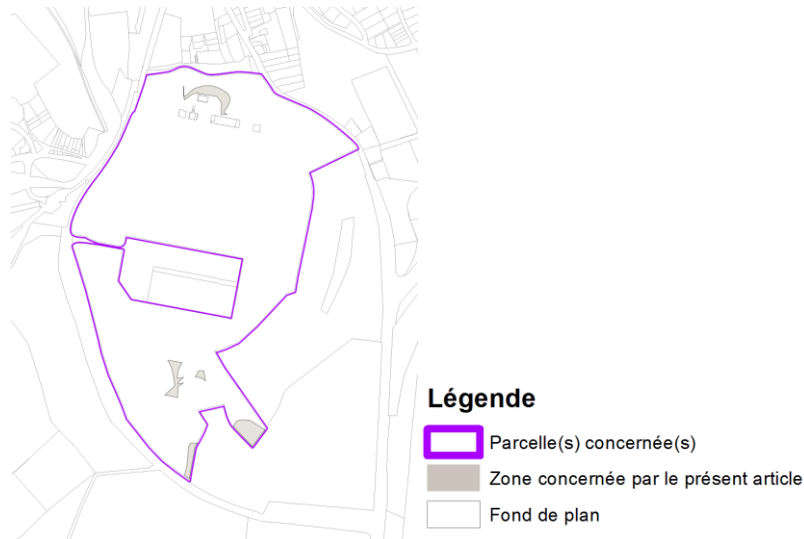 Légende
Parcelle(s) concernée(s)
Zone concernée par le présent article
Fond de plan